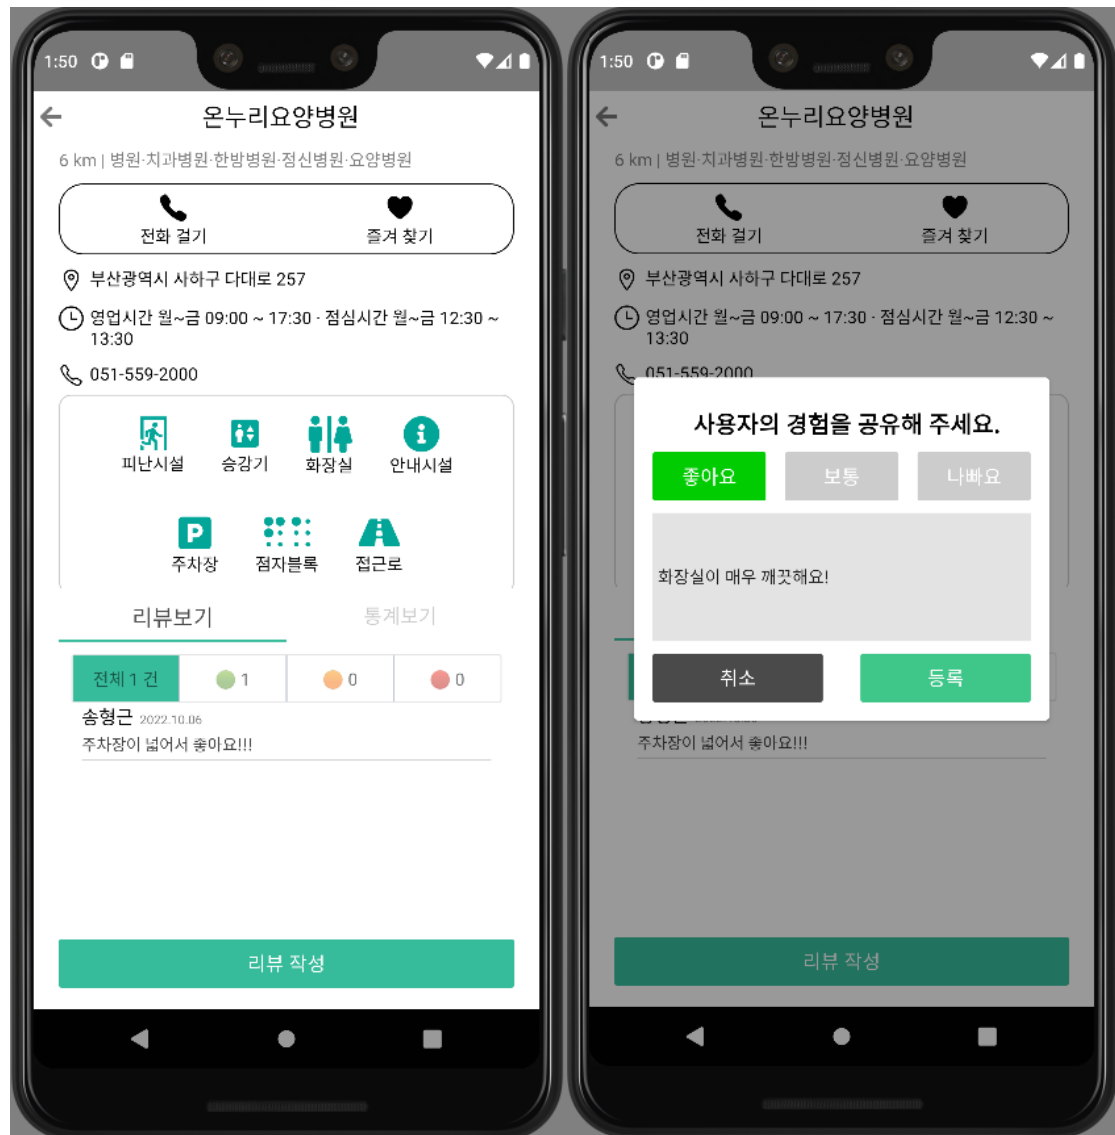 1:50
온누리요양병원
6 km | 병원·치과병원·한방병원·정신병원·요양병원
전화 걸기
즐겨 찾기
부산광역시 사하구 다대로 257
영업시간 월~금 09:00 ~ 17:30 · 점심시간 월~금 12:30 ~
13:30
051-559-2000
피난시설
승강기
화장실
안내시설
P
주차장
점자블록
접근로
리뷰보기
통계보기
전체 1 건
1
0
0
송형근 2022.10.06
주차장이 넓어서 좋아요!!!
리뷰 작성
1:50
온누리요양병원
6 km | 병원·치과병원·한방병원·정신병원·요양병원
전화 걸기
즐겨 찾기
부산광역시 사하구 다대로 257
영업시간 월~금 09:00 ~ 17:30 · 점심시간 월~금 12:30 ~
13:30
051-559-2000
사용자의 경험을 공유해 주세요.
좋아요
보통
나빠요
화장실이 매우 깨끗해요!
취소
등록
주차장이 넓어서 좋아요!!!
리뷰 작성